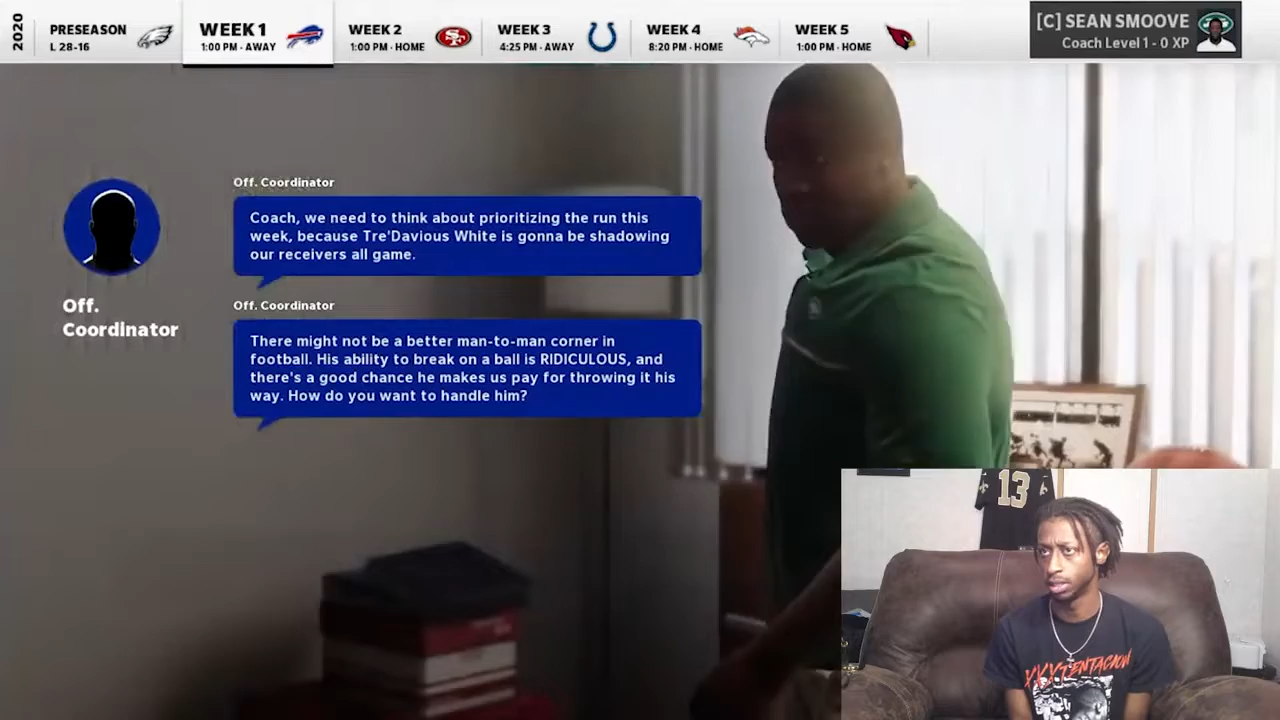 2020
PRESEASON
L 28-16
WEEK 1
1:00 PM - AWAY
WEEK 2
1:00 PM - HOME
WEEK 3
4:25 PM - AWAY
WEEK 4
8:20 PM - HOME
WEEK 5
1:00 PM - HOME
[C] SEAN SMOOVE
Coach Level 1 - 0 XP
Off. Coordinator
Coach, we need to think about prioritizing the run this
week, because Tre'Davious White is gonna be shadowing
our receivers all game.
Off.
Coordinator
Off. Coordinator
There might not be a better man-to-man corner in
football. His ability to break on a ball is RIDICULOUS, and
there's a good chance he makes us pay for throwing it his
way. How do you want to handle him?
13
XXXTENTACION